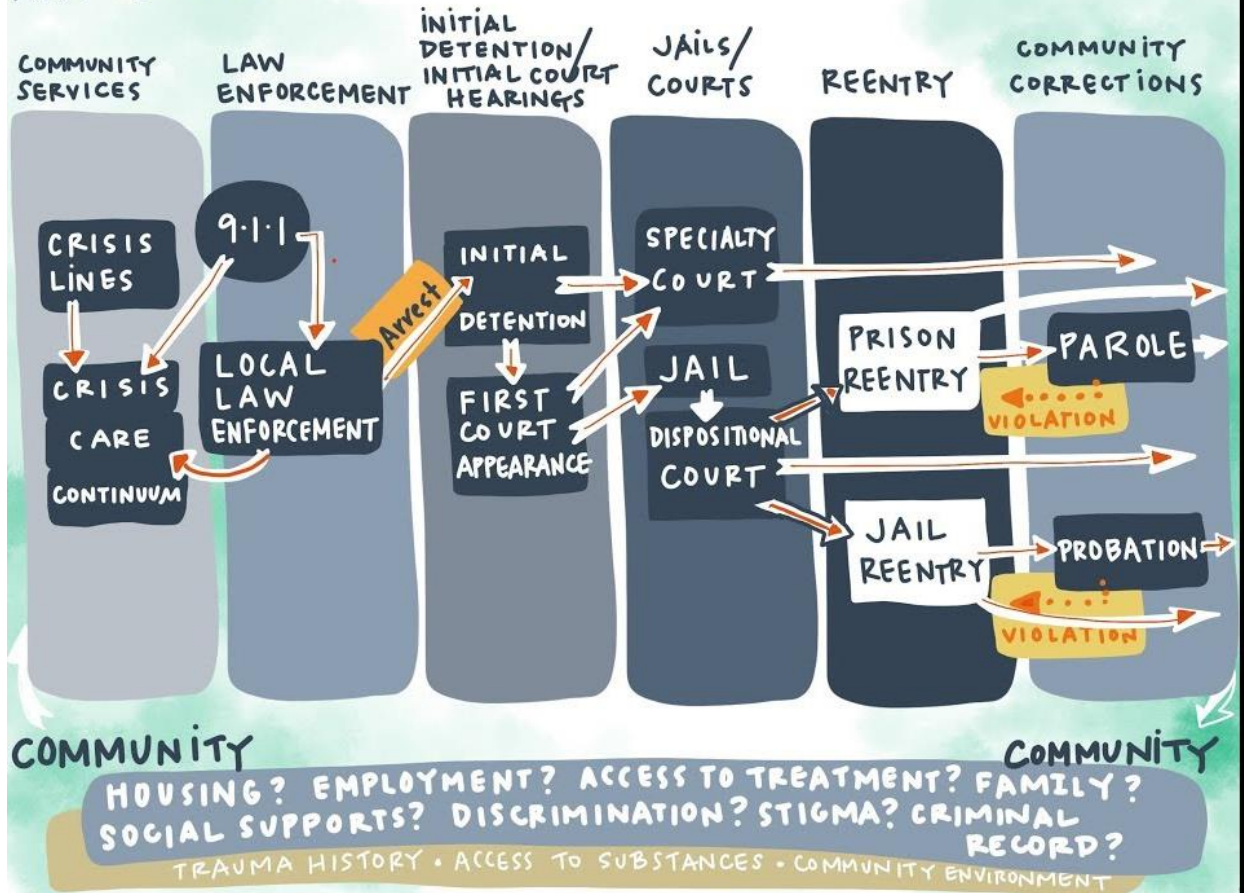 COMMUNITY
SERVICES
LAW
ENFORCEMENT
INITIAL
DETENTION/
INITIAL COURT
HEARINGS
JAILS/
COURTS
REENTRY
COMMUNITY
CORRECTIONS
CRISIS
LINES
CRISIS
CARE
CONTINUUM
9·1·1
LOCAL
LAW
ENFORCEMENT
Arrest
INITIAL
DETENTION
FIRST
COURT
APPEARANCE
SPECIALTY
COURT
JAIL
DISPOSITIONAL
COURT
PRISON
REENTRY
JAIL
REENTRY
PAROLE
VIOLATION
PROBATION
VIOLATION
COMMUNITY
COMMUNITY
HOUSING? EMPLOYMENT? ACCESS TO TREATMENT? FAMILY?
SOCIAL SUPPORTS? DISCRIMINATION? STIGMA? CRIMINAL
RECORD?
TRAUMA HISTORY · ACCESS TO SUBSTANCES · COMMUNITY ENVIRONMENT